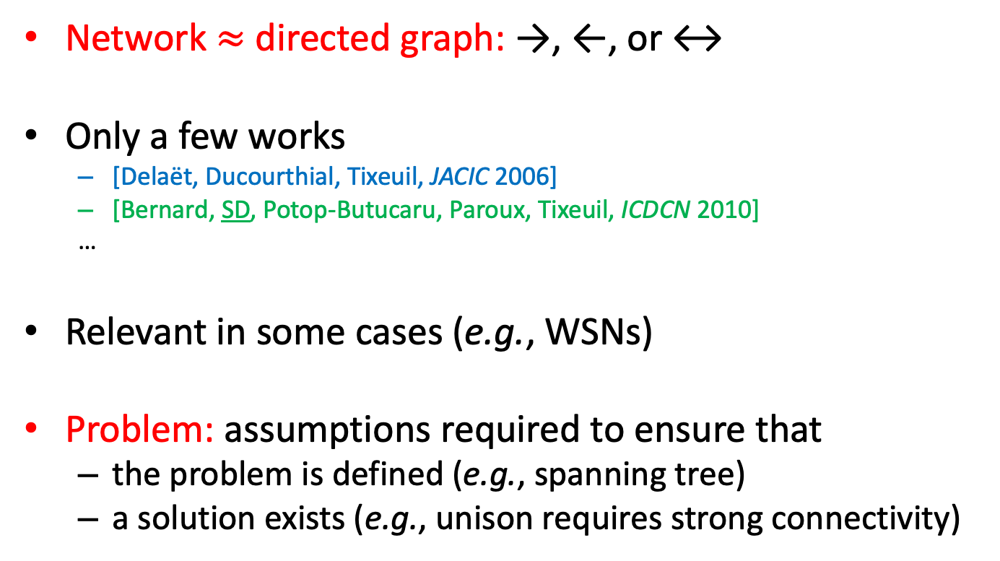 • Network ≈ directed graph: →, ←, or ↔
• Only a few works
– [Delaët, Ducourthial, Tixeuil, JACIC 2006]
– [Bernard, SD, Potop-Butucaru, Paroux, Tixeuil, ICDCN 2010]
...
• Relevant in some cases (e.g., WSNs)
• Problem: assumptions required to ensure that
– the problem is defined (e.g., spanning tree)
– a solution exists (e.g., unison requires strong connectivity)